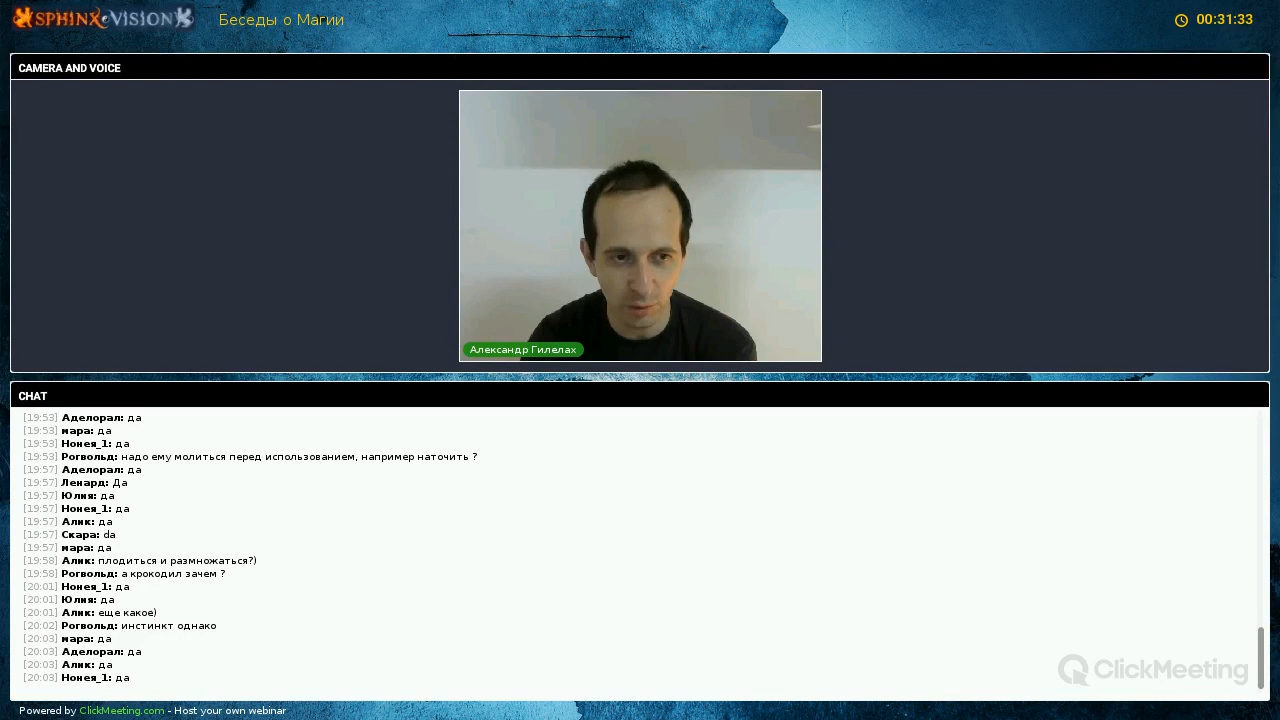 SPHINX VISION Беседы о Магии 00:31:33
CAMERA AND VOICE
Александр Гилелах
CHAT
[19:53] Аделорал: да
[19:53] мара: да
[19:53] Нонея_1: да
[19:53] Рогвольд: надо ему молиться перед использованием, например наточить ?
[19:57] Аделорал: да
[19:57] Ленард: Да
[19:57] Юлия: да
[19:57] Нонея_1: да
[19:57] Алик: да
[19:57] Скара: da
[19:57] мара: да
[19:58] Алик: плодиться и размножаться?)
[19:58] Рогвольд: а крокодил зачем ?
[20:01] Нонея_1: да
[20:01] Юлия: да
[20:01] Алик: еще какое)
[20:02] Рогвольд: инстинкт однако
[20:03] мара: да
[20:03] Аделорал: да
[20:03] Алик: да
[20:03] Нонея_1: да
ClickMeeting
Powered by ClickMeeting.com - Host your own webinar